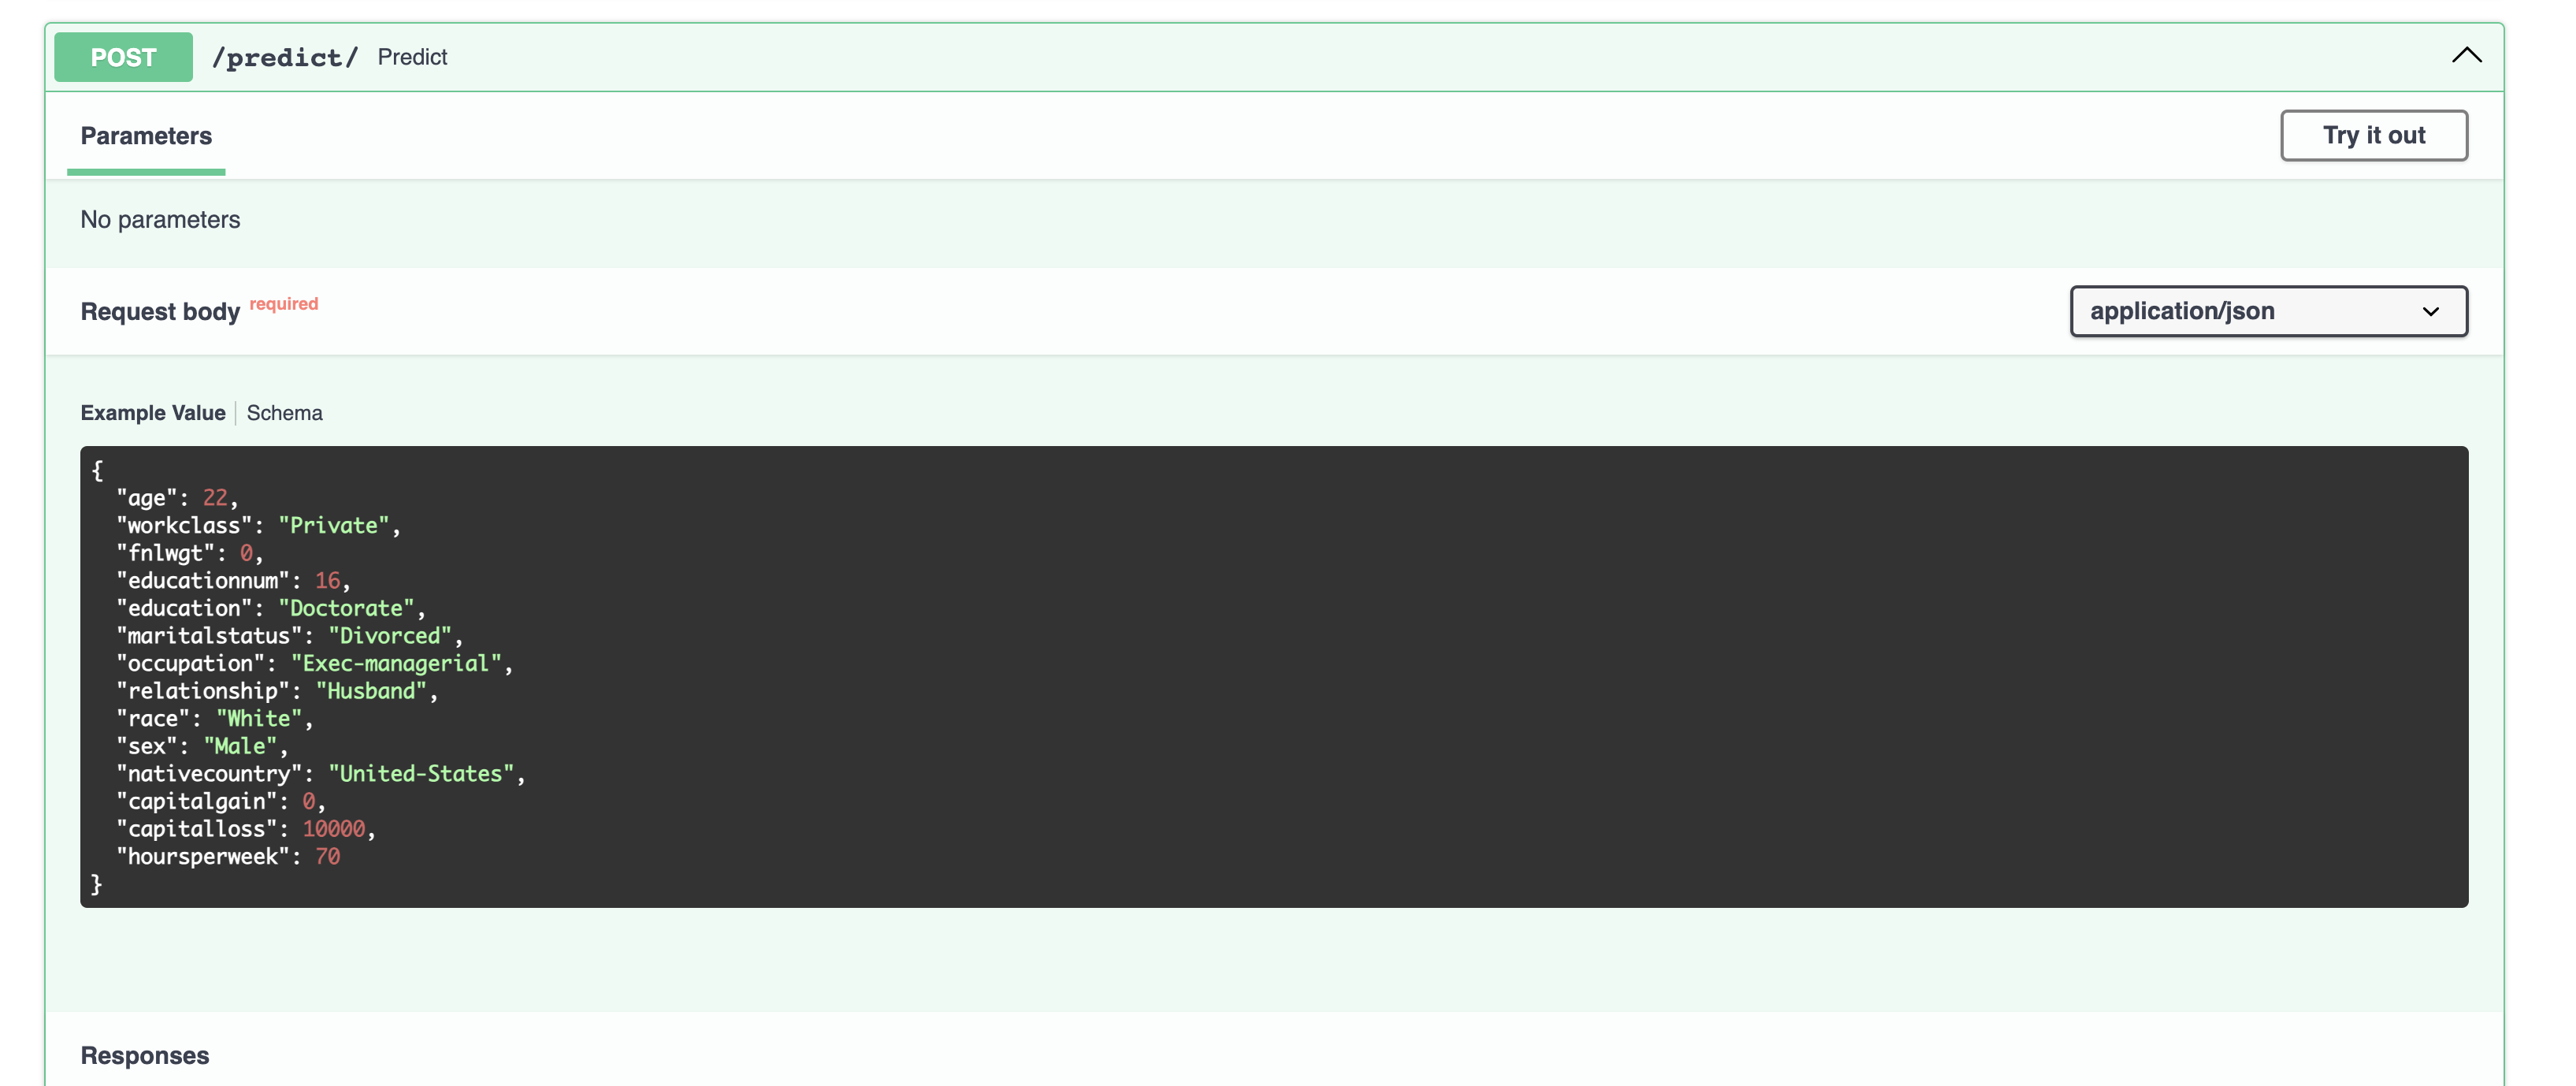 POST /predict/ Predict
Parameters
Try it out
No parameters
Request body required
application/json
Example Value Schema
{
  "age": 22,
  "workclass": "Private",
  "fnlwgt": 0,
  "educationnum": 16,
  "education": "Doctorate",
  "maritalstatus": "Divorced",
  "occupation": "Exec-managerial",
  "relationship": "Husband",
  "race": "White",
  "sex": "Male",
  "nativecountry": "United-States",
  "capitalgain": 0,
  "capitalloss": 10000,
  "hoursperweek": 70
}
Responses